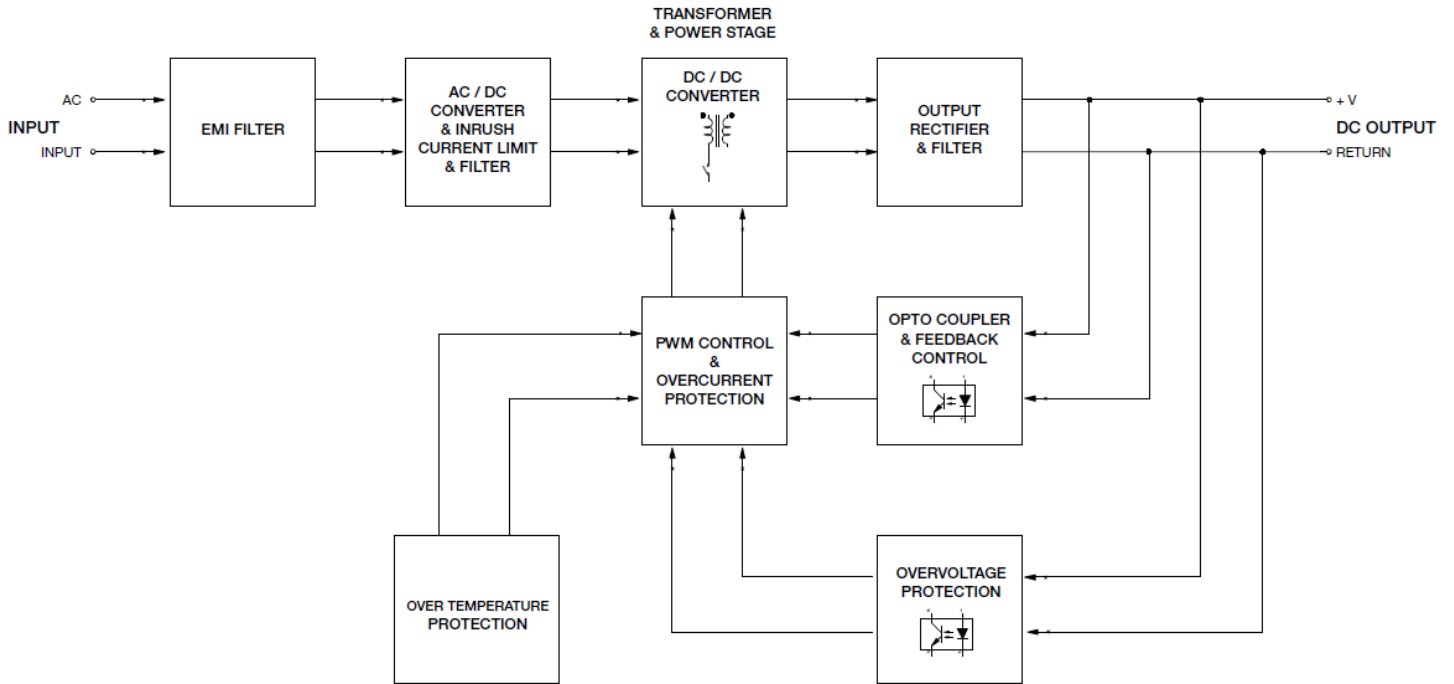 TRANSFORMER
& POWER STAGE
INPUT
AC
INPUT
EMI FILTER
AC / DC
CONVERTER
& INRUSH
CURRENT LIMIT
& FILTER
DC / DC
CONVERTER
OUTPUT
RECTIFIER
& FILTER
+ V
DC OUTPUT
RETURN
PWM CONTROL
&
OVERCURRENT
PROTECTION
OPTO COUPLER
& FEEDBACK
CONTROL
OVER TEMPERATURE
PROTECTION
OVERVOLTAGE
PROTECTION